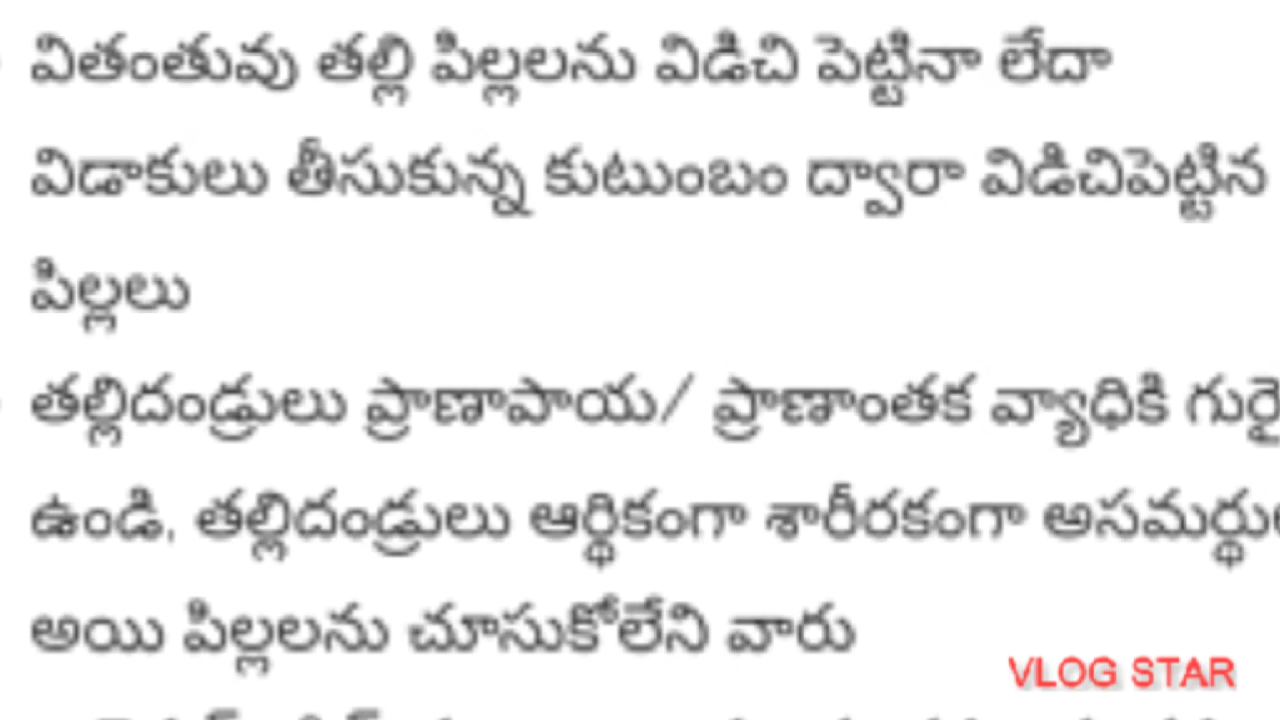 వితంతువు తల్లి పిల్లలను విడిచి పెట్టినా లేదా
విడాకులు తీసుకున్న కుటుంబం ద్వారా విడిచిపెట్టిన
పిల్లలు
తల్లిదండ్రులు ప్రాణాపాయ/ ప్రాణాంతక వ్యాధికి గురై
ఉండి, తల్లిదండ్రులు ఆర్థికంగా శారీరకంగా
అయి పిల్లలను చూసుకోలేని వారు
VLOG STAR